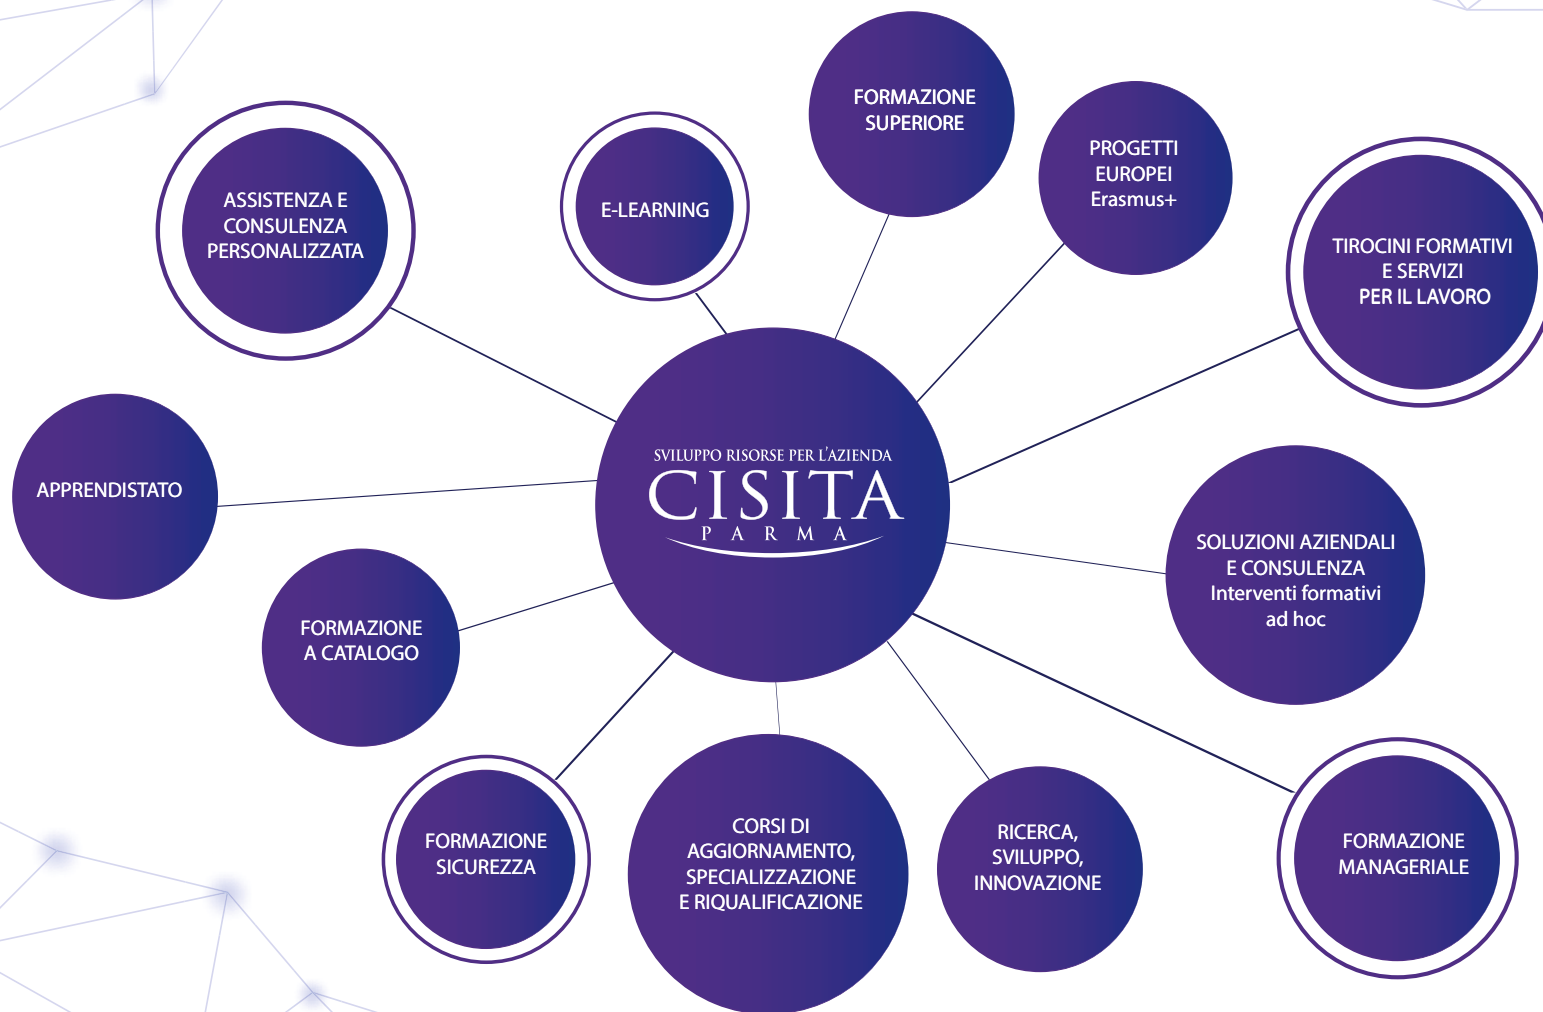 FORMAZIONE
SUPERIORE
PROGETTI
EUROPEI
Erasmus+
ASSISTENZA E
CONSULENZA
PERSONALIZZATA
E-LEARNING
TIROCINI FORMATIVI
E SERVIZI
PER IL LAVORO
SVILUPPO RISORSE PER L'AZIENDA
CISITA
PARMA
APPRENDISTATO
SOLUZIONI AZIENDALI
E CONSULENZA
Interventi formativi
ad hoc
FORMAZIONE
A CATALOGO
FORMAZIONE
SICUREZZA
CORSI DI
AGGIORNAMENTO,
SPECIALIZZAZIONE
E RIQUALIFICAZIONE
RICERCA,
SVILUPPO,
INNOVAZIONE
FORMAZIONE
MANAGERIALE